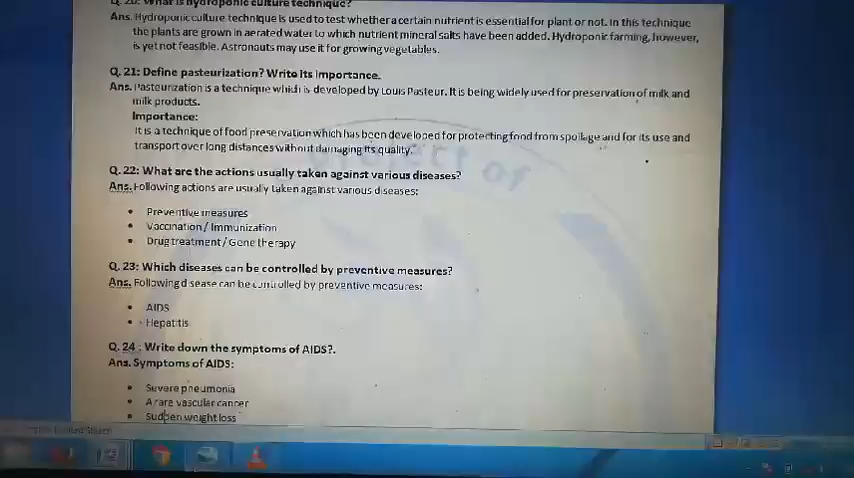 Q. 20: What is hydroponic culture technique?
Ans. Hydroponic culture technique is used to test whether a certain nutrient is essential for plant or not. In this technique
the plants are grown in aerated water to which nutrient mineral salts have been added. Hydroponic farming, however,
is yet not feasible. Astronauts may use it for growing vegetables.
Q. 21: Define pasteurization? Write its importance.
Ans. Pasteurization is a technique which is developed by Louis Pasteur. It is being widely used for preservation of milk and
milk products.
Importance:
It is a technique of food preservation which has been developed for protecting food from spoilage and for its use and
transport over long distances without damaging its quality.
Q. 22: What are the actions usually taken against various diseases?
Ans. Following actions are usually taken against various diseases:
• Preventive measures
• Vaccination / Immunization
• Drug treatment / Gene therapy
Q. 23: Which diseases can be controlled by preventive measures?
Ans. Following disease can be controlled by preventive measures:
• AIDS
• - Hepatitis
Q. 24 : Write down the symptoms of AIDS?.
Ans. Symptoms of AIDS:
• Severe pneumonia
• A rare vascular cancer
• Sudden weight loss